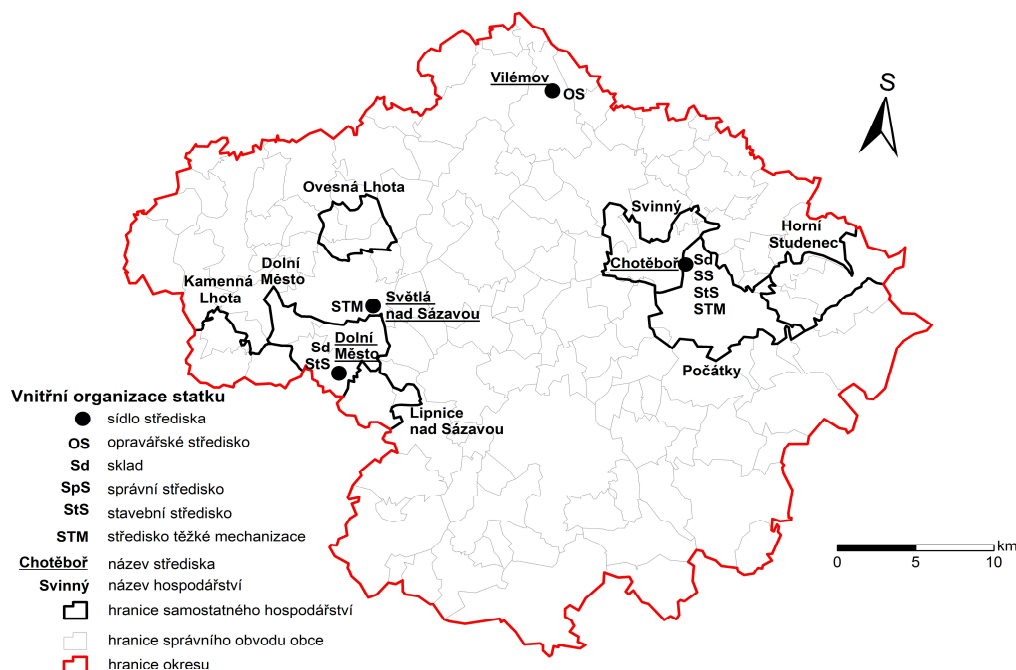 Vilémov
OS
S
Ovesná Lhota
Svinný
Horní
Studenec
Dolní
Město
Chotěboř
Sd
SS
StS
STM
Kamenná
Lhota
STM
Světlá
nad Sázavou
Sd
StS
Dolní
Město
Počátky
Lipnice
nad Sázavou
Vnitřní organizace statku
sídlo střediska
OS opravářské středisko
Sd sklad
SpS správní středisko
StS stavební středisko
STM středisko těžké mechanizace
Chotěboř název střediska
Svinný název hospodářství
hranice samostatného hospodářství
hranice správního obvodu obce
hranice okresu
km
0 5 10